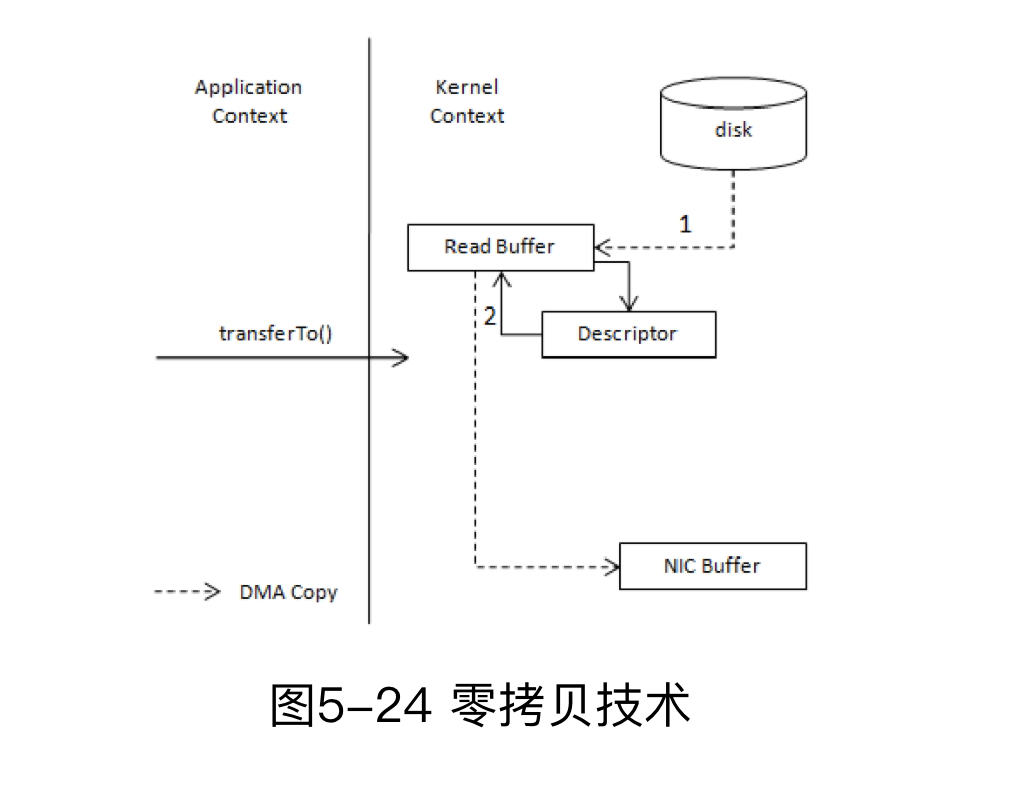 Application
Context
Kernel
Context
disk
1
Read Buffer
2
Descriptor
transferTo()
NIC Buffer
DMA Copy
图5-24 零拷贝技术